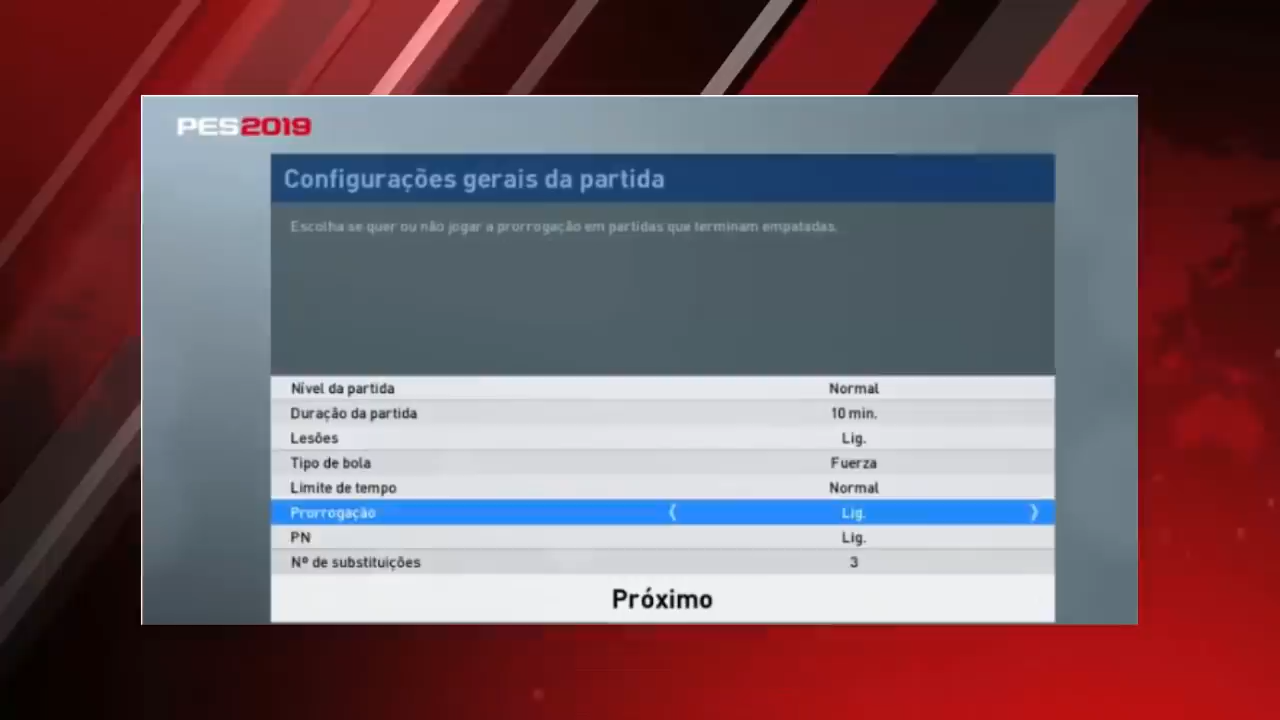 PES2019
Configurações gerais da partida
Escolha se quer ou não jogar a prorrogação em partidas que terminam empatadas.
Nível da partida Normal
Duração da partida 10 min.
Lesões Lig.
Tipo de bola Fuerza
Limite de tempo Normal
Prorrogação Lig.
PN Lig.
Nº de substituições 3
Próximo